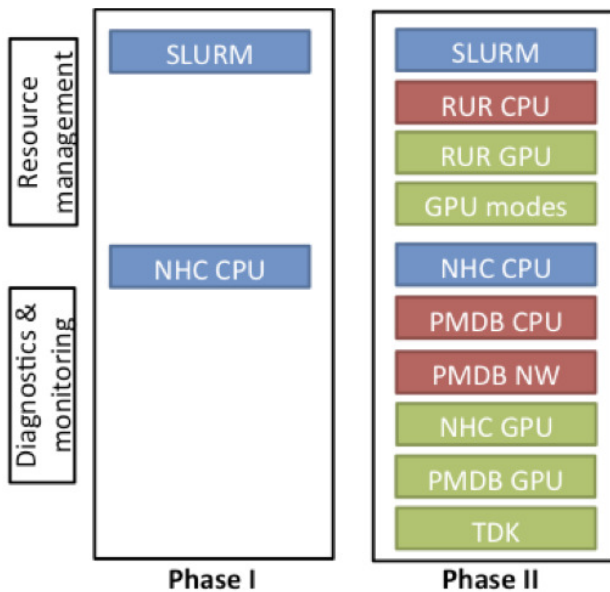 Resource
management
Diagnostics &
monitoring
SLURM
NHC CPU
Phase I
SLURM
RUR CPU
RUR GPU
GPU modes
NHC CPU
PMDB CPU
PMDB NW
NHC GPU
PMDB GPU
TDK
Phase II